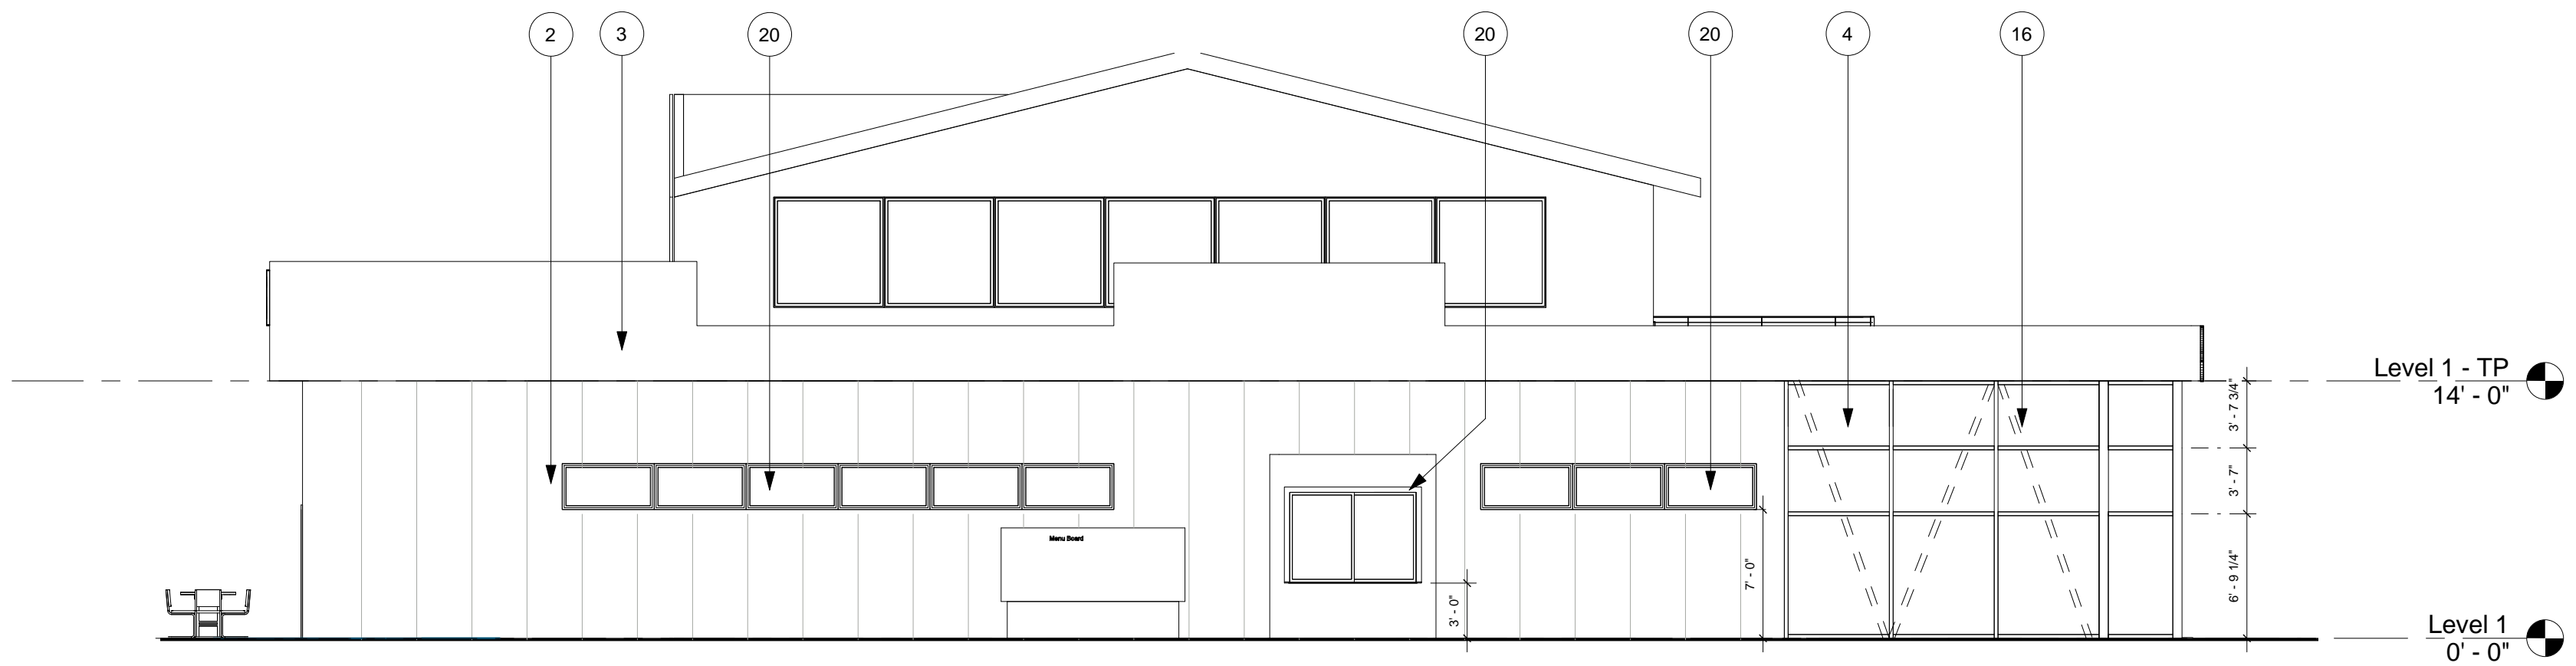 2
3
20
20
20
4
16
Level 1 - TP
14' - 0"
3' - 7 3/4"
3' - 7"
Menu Board
7' - 0"
6' - 9 1/4"
3' - 0"
Level 1
0' - 0"